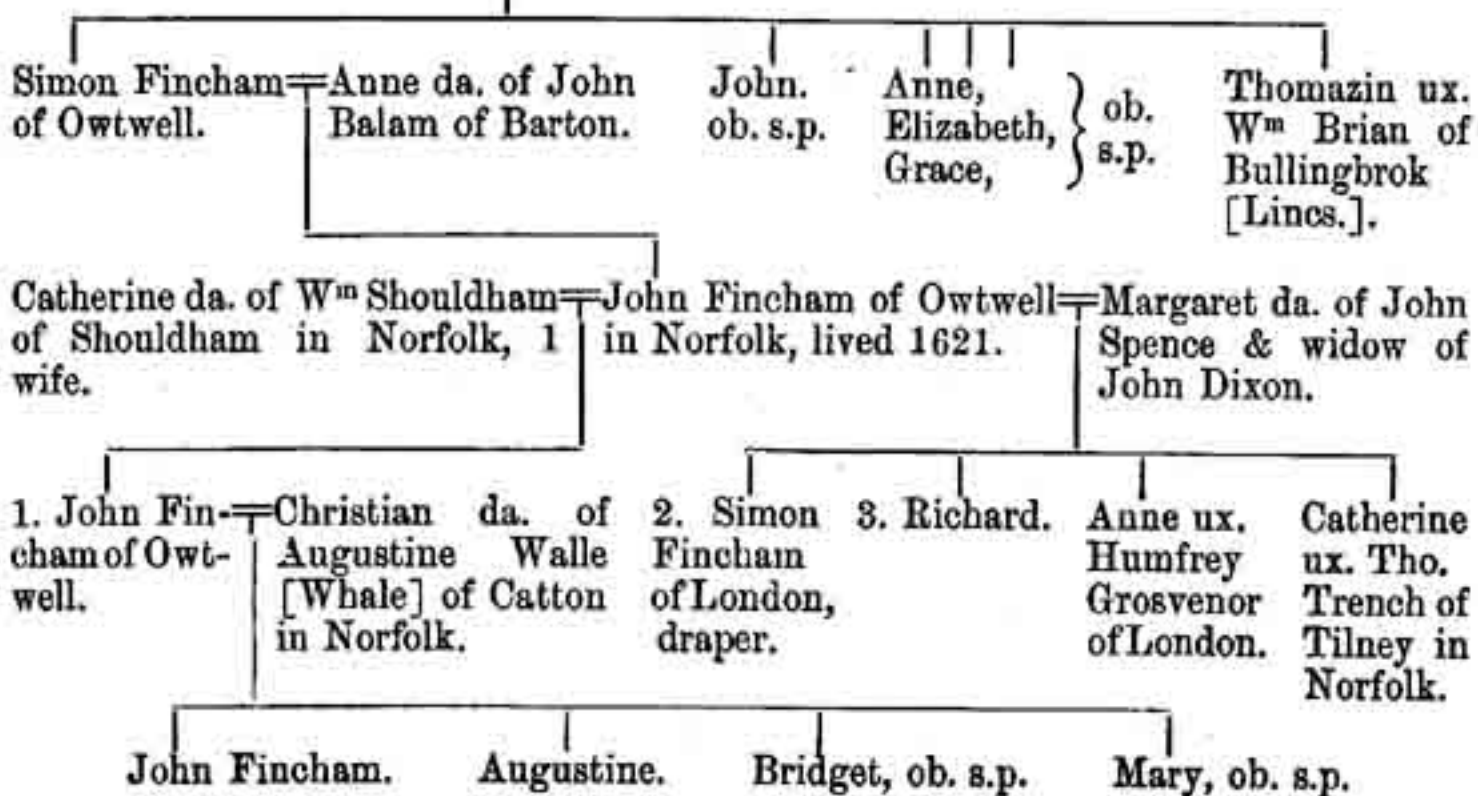 Simon Fincham
of Owtwell.
Anne da. of John
Balam of Barton.
John.
ob. s.p.
Anne,
Elizabeth,
Grace,
ob.
s.p.
Thomazin ux.
Wᵐ Brian of
Bullingbrok
[Lincs.].
Catherine da. of Wᵐ Shouldham
of Shouldham in Norfolk, 1
wife.
John Fincham of Owtwell
in Norfolk, lived 1621.
Margaret da. of John
Spence & widow of
John Dixon.
1. John Fin-
cham of Owt-
well.
Christian da. of
Augustine Walle
[Whale] of Catton
in Norfolk.
2. Simon
Fincham
of London,
draper.
3. Richard.
Anne ux.
Humfrey
Grosvenor
of London.
Catherine
ux. Tho.
Trench of
Tilney in
Norfolk.
John Fincham.
Augustine.
Bridget, ob. s.p.
Mary, ob. s.p.